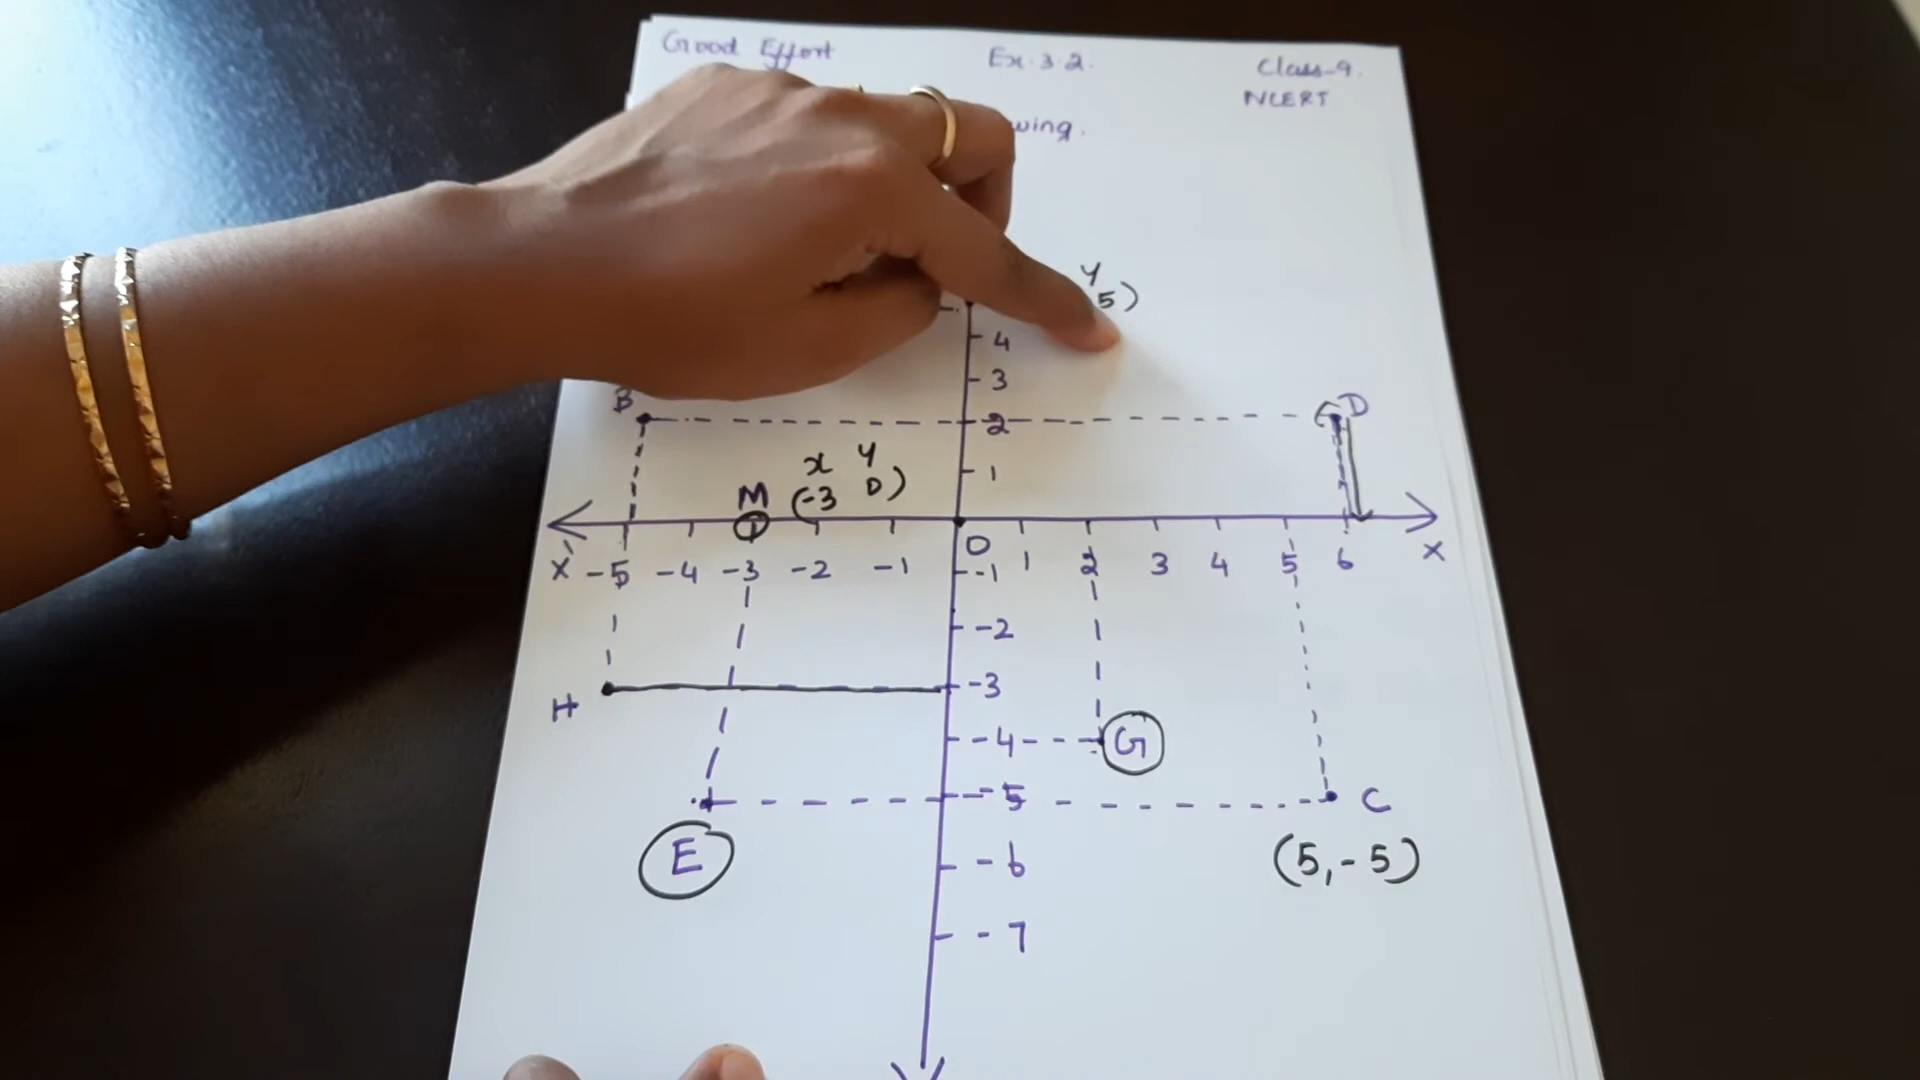 Good Effort Ex. 3.2. Class-9.
NCERT
Y
5)
4
3
B 2 D
x y
1
M (-3 0)
O
X' -5 -4 -3 -2 -1 1 2 3 4 5 6 X
-1
-2
-3
H
-4 G
-5 C
E -6 (5,-5)
-7